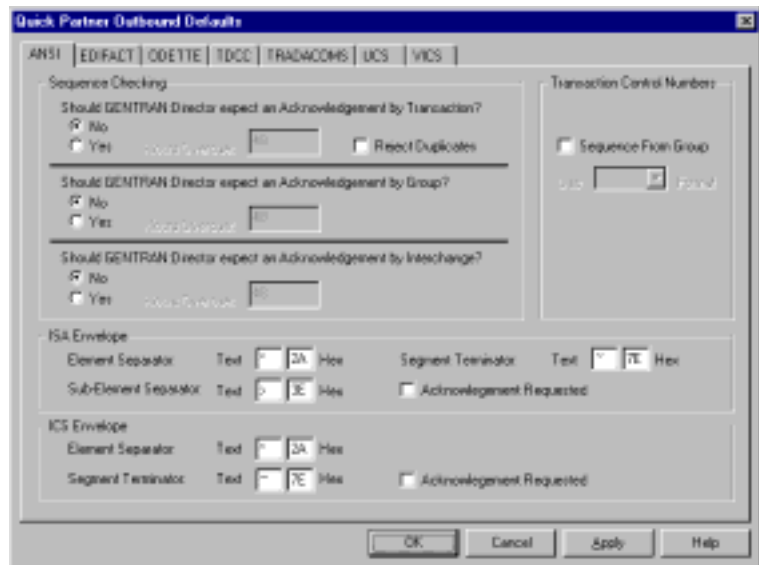 Quick Partner Outbound Defaults
ANSI EDIFACT ODETTE TDCC TRADACOMS UCS VICS
Sequence Checking
Should GENTRAN Director expect an Acknowledgement by Transaction?
No
Yes
Reject Duplicates
Should GENTRAN Director expect an Acknowledgement by Group?
No
Yes
Should GENTRAN Director expect an Acknowledgement by Interchange?
No
Yes
Transaction Control Numbers
Sequence From Group
Use Format
ISA Envelope
Element Separator Text * 2A Hex Segment Terminator Text ~ 7E Hex
Sub-Element Separator Text > 3E Hex Acknowlegement Requested
ICS Envelope
Element Separator Text * 2A Hex
Segment Terminator Text ~ 7E Hex Acknowlegement Requested
OK Cancel Apply Help